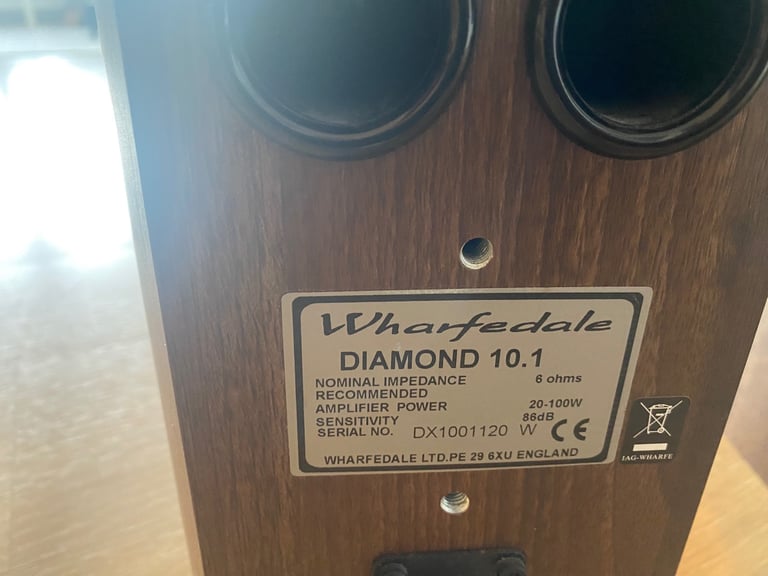 Wharfedale
DIAMOND 10.1
NOMINAL IMPEDANCE 6 ohms
RECOMMENDED
AMPLIFIER POWER 20-100W
SENSITIVITY 86dB
SERIAL NO. DX1001120 W CE
WHARFEDALE LTD.PE 29 6XU ENGLAND
IAG-WHARFE